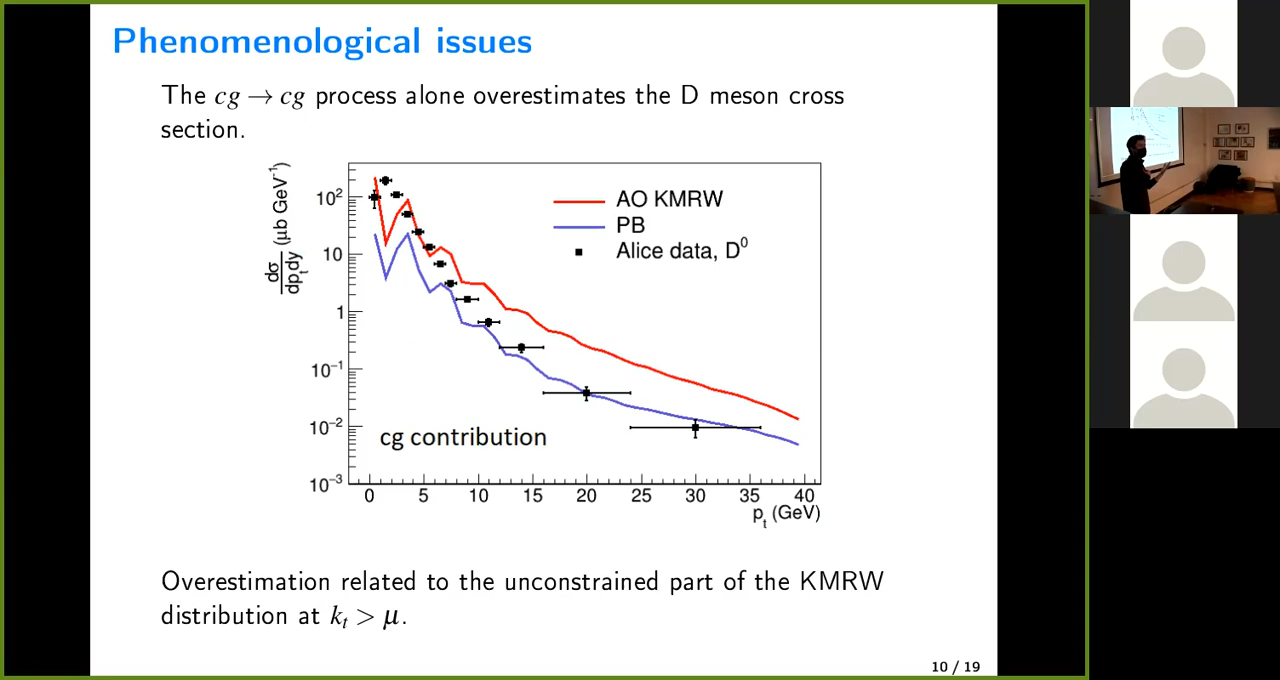 Phenomenological issues
The cg → cg process alone overestimates the D meson cross
section.
dσ/dp_t dy (μb GeV⁻¹)
10²
10
1
10⁻¹
10⁻²
10⁻³
AO KMRW
PB
Alice data, D⁰
cg contribution
0 5 10 15 20 25 30 35 40
p_t (GeV)
Overestimation related to the unconstrained part of the KMRW
distribution at k_t > μ.
10 / 19